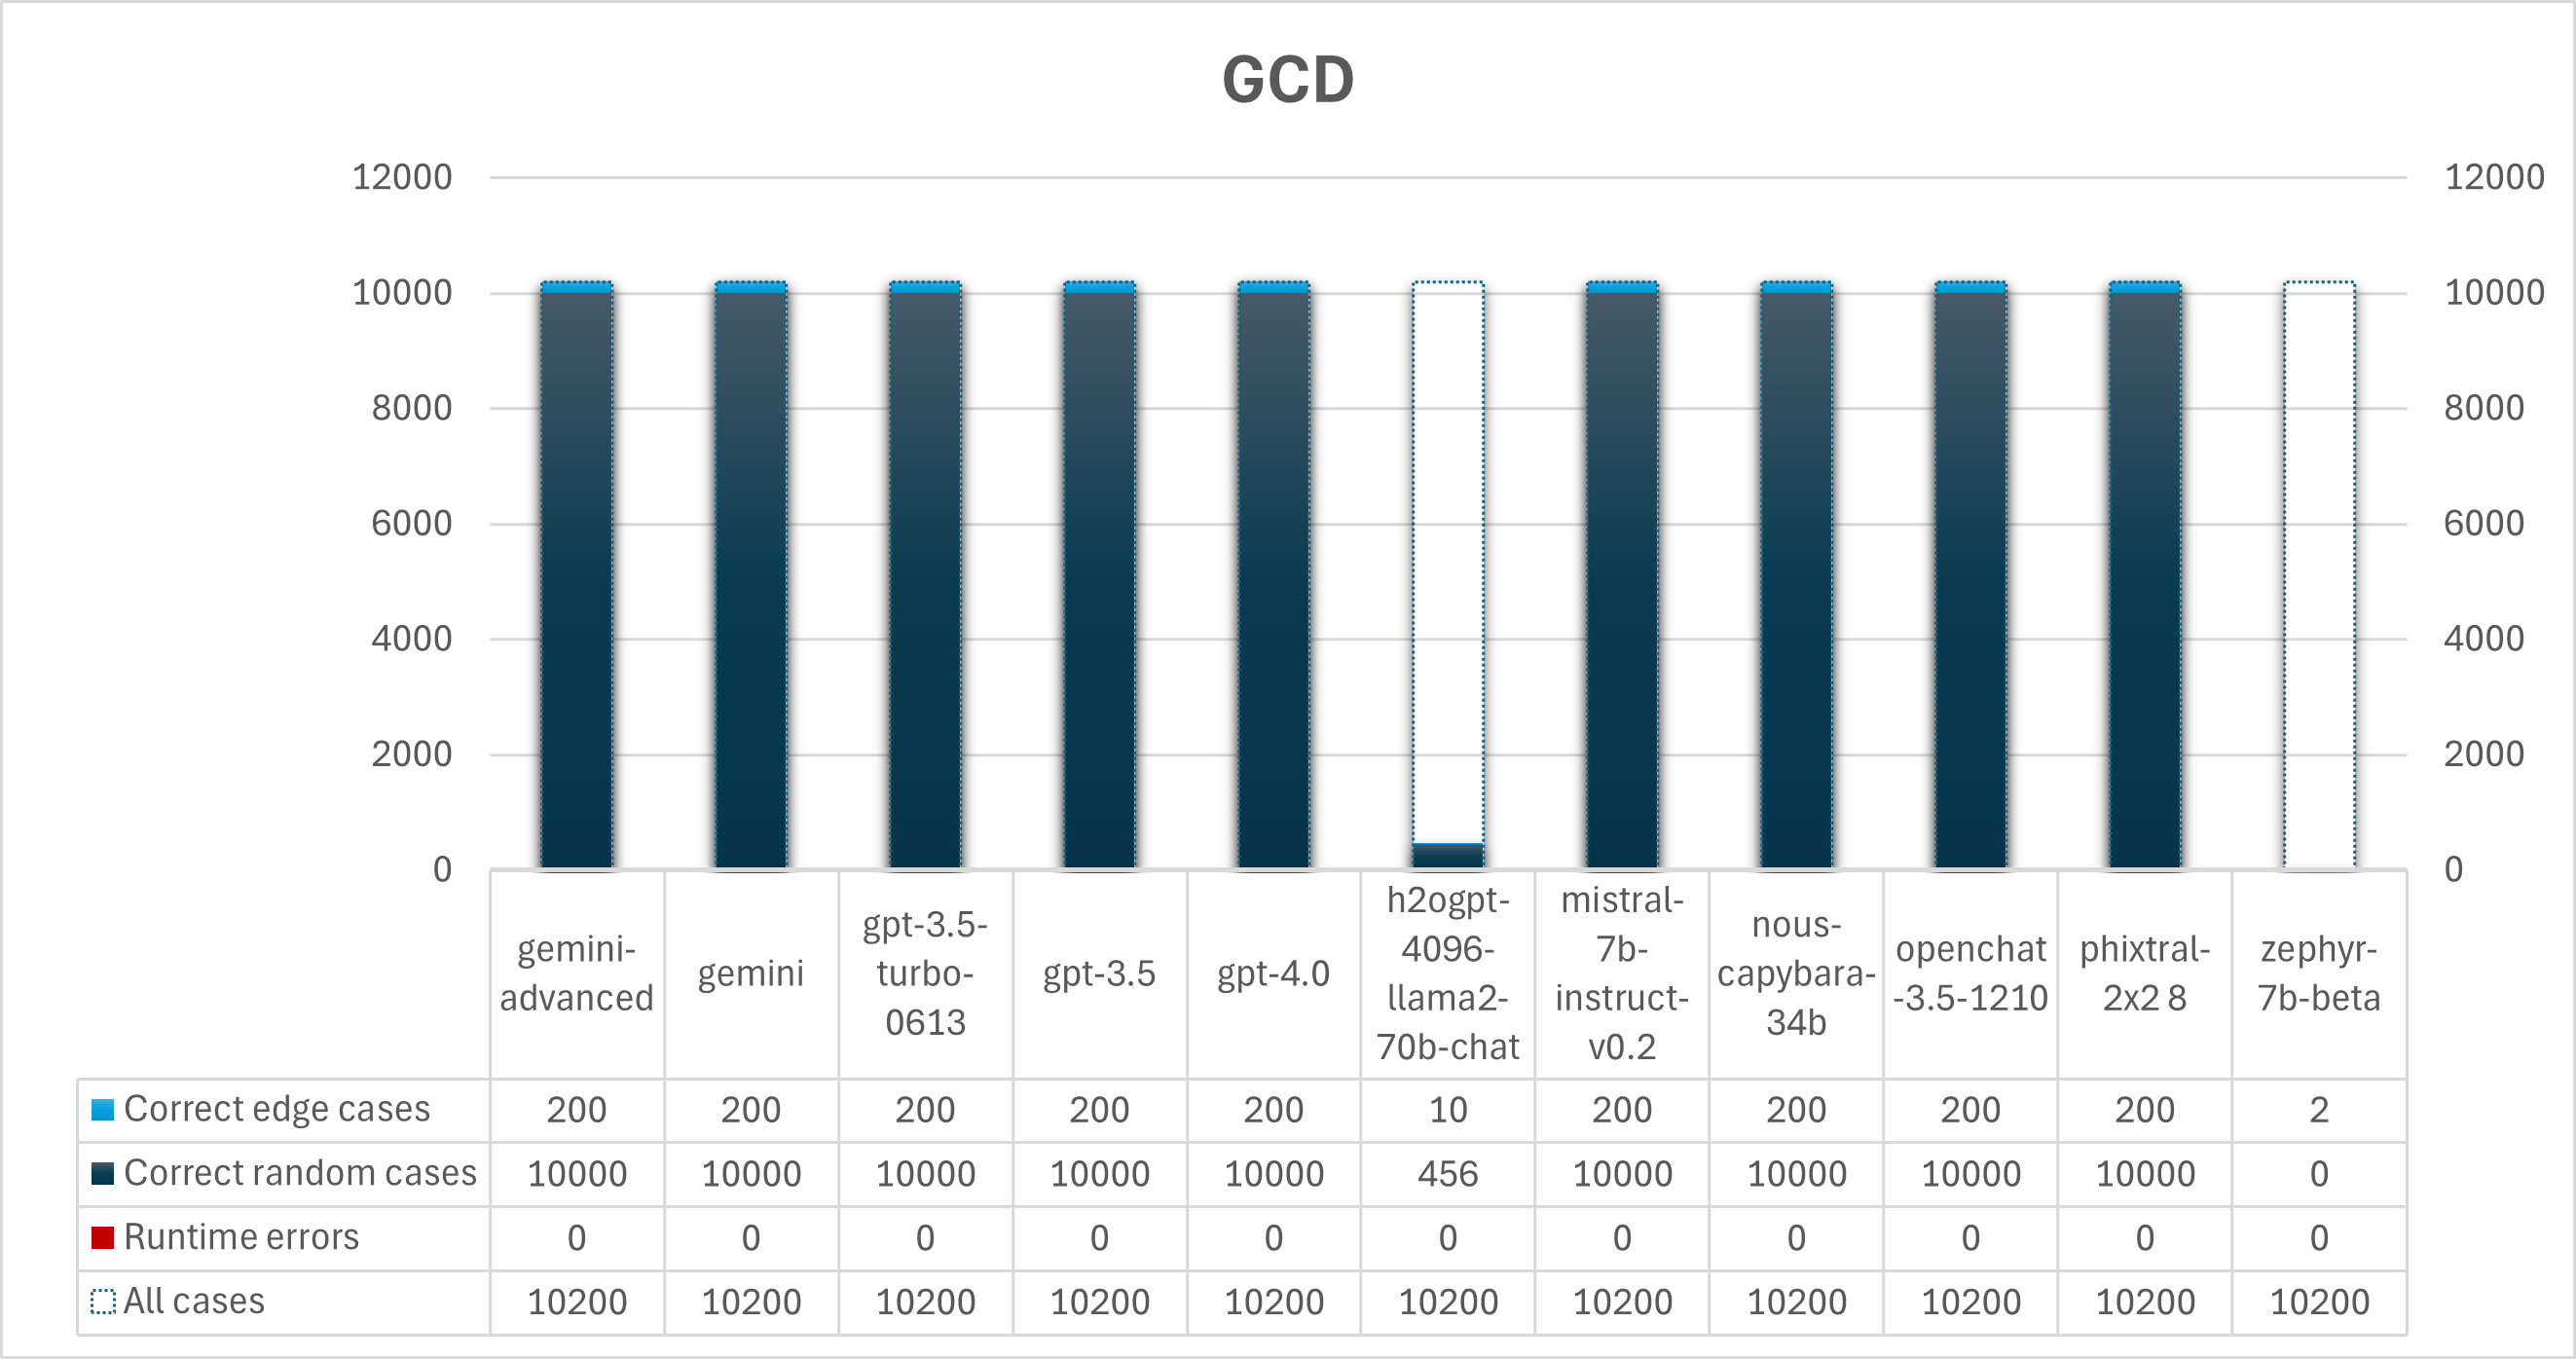 GCD
12000 12000
10000 10000
8000 8000
6000 6000
4000 4000
2000 2000
0 0
gemini-
advanced
gemini
gpt-3.5-
turbo-
0613
gpt-3.5
gpt-4.0
h2ogpt-
4096-
llama2-
70b-chat
mistral-
7b-
instruct-
v0.2
nous-
capybara-
34b
openchat
-3.5-1210
phixtral-
2x2 8
zephyr-
7b-beta
Correct edge cases 200 200 200 200 200 10 200 200 200 200 2
Correct random cases 10000 10000 10000 10000 10000 456 10000 10000 10000 10000 0
Runtime errors 0 0 0 0 0 0 0 0 0 0 0
All cases 10200 10200 10200 10200 10200 10200 10200 10200 10200 10200 10200